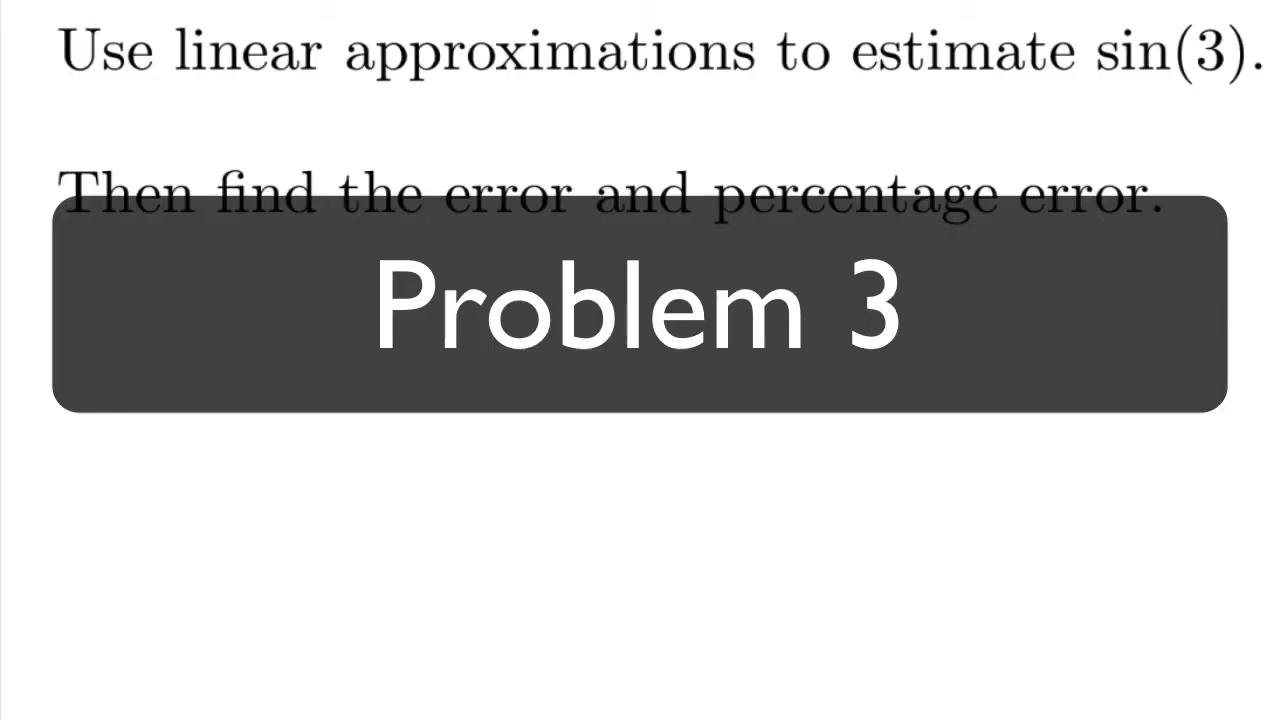 Use linear approximations to estimate sin(3).
Then find the error and percentage error.
Problem 3